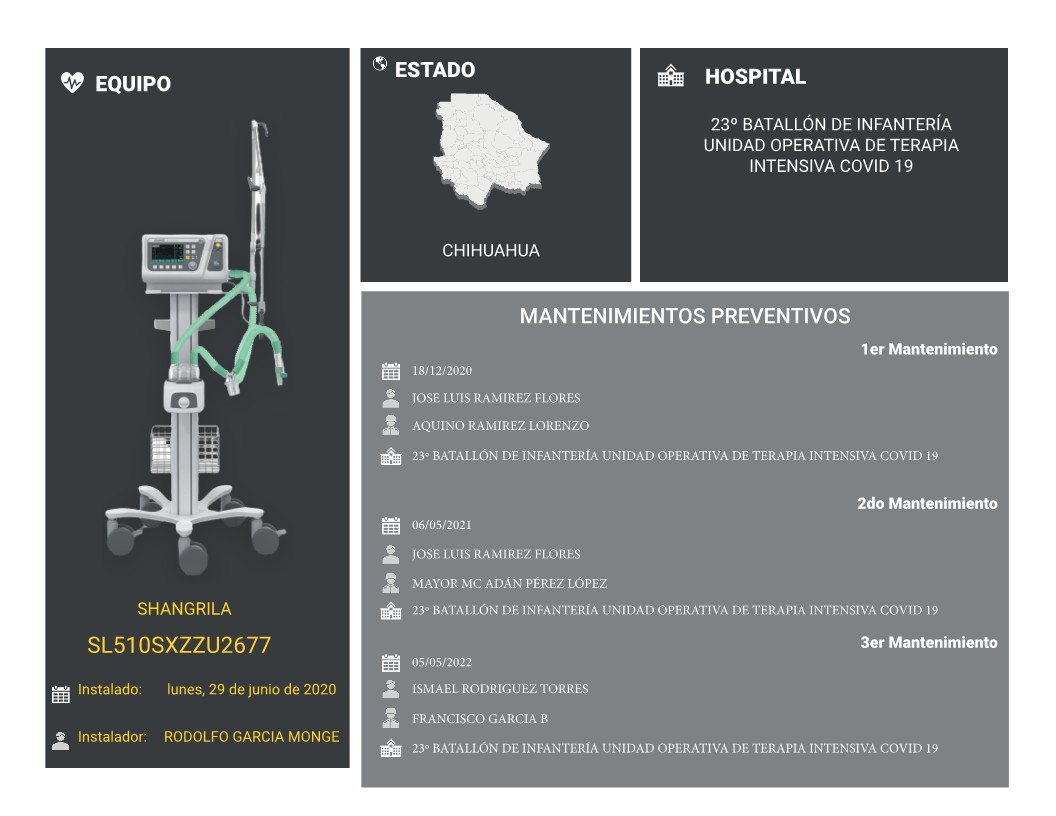 EQUIPO
SHANGRILA
SL510SXZZU2677
Instalado: lunes, 29 de junio de 2020
Instalador: RODOLFO GARCIA MONGE
ESTADO
CHIHUAHUA
HOSPITAL
23º BATALLÓN DE INFANTERÍA
UNIDAD OPERATIVA DE TERAPIA
INTENSIVA COVID 19
MANTENIMIENTOS PREVENTIVOS
1er Mantenimiento
18/12/2020
JOSE LUIS RAMIREZ FLORES
AQUINO RAMIREZ LORENZO
23º BATALLÓN DE INFANTERÍA UNIDAD OPERATIVA DE TERAPIA INTENSIVA COVID 19
2do Mantenimiento
06/05/2021
JOSE LUIS RAMIREZ FLORES
MAYOR MC ADÁN PÉREZ LÓPEZ
23º BATALLÓN DE INFANTERÍA UNIDAD OPERATIVA DE TERAPIA INTENSIVA COVID 19
3er Mantenimiento
05/05/2022
ISMAEL RODRIGUEZ TORRES
FRANCISCO GARCIA B
23º BATALLÓN DE INFANTERÍA UNIDAD OPERATIVA DE TERAPIA INTENSIVA COVID 19